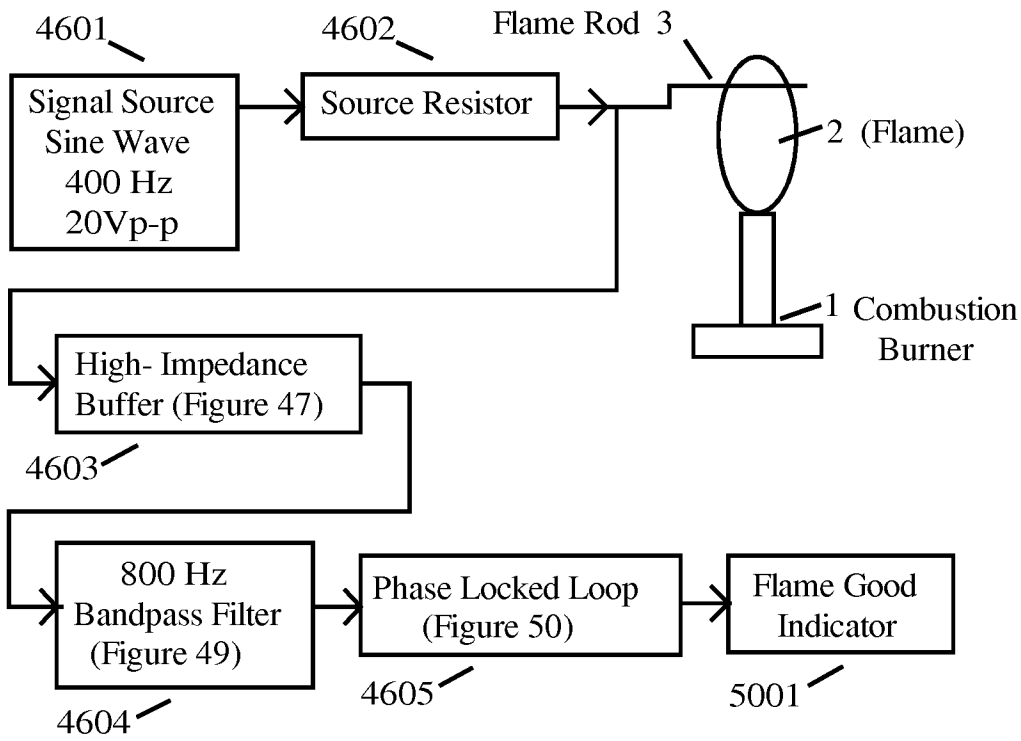 4601
Signal Source
Sine Wave
400 Hz
20Vp-p
4602
Source Resistor
Flame Rod 3
2 (Flame)
1 Combustion
Burner
High- Impedance
Buffer (Figure 47)
4603
800 Hz
Bandpass Filter
(Figure 49)
4604
Phase Locked Loop
(Figure 50)
4605
Flame Good
Indicator
5001